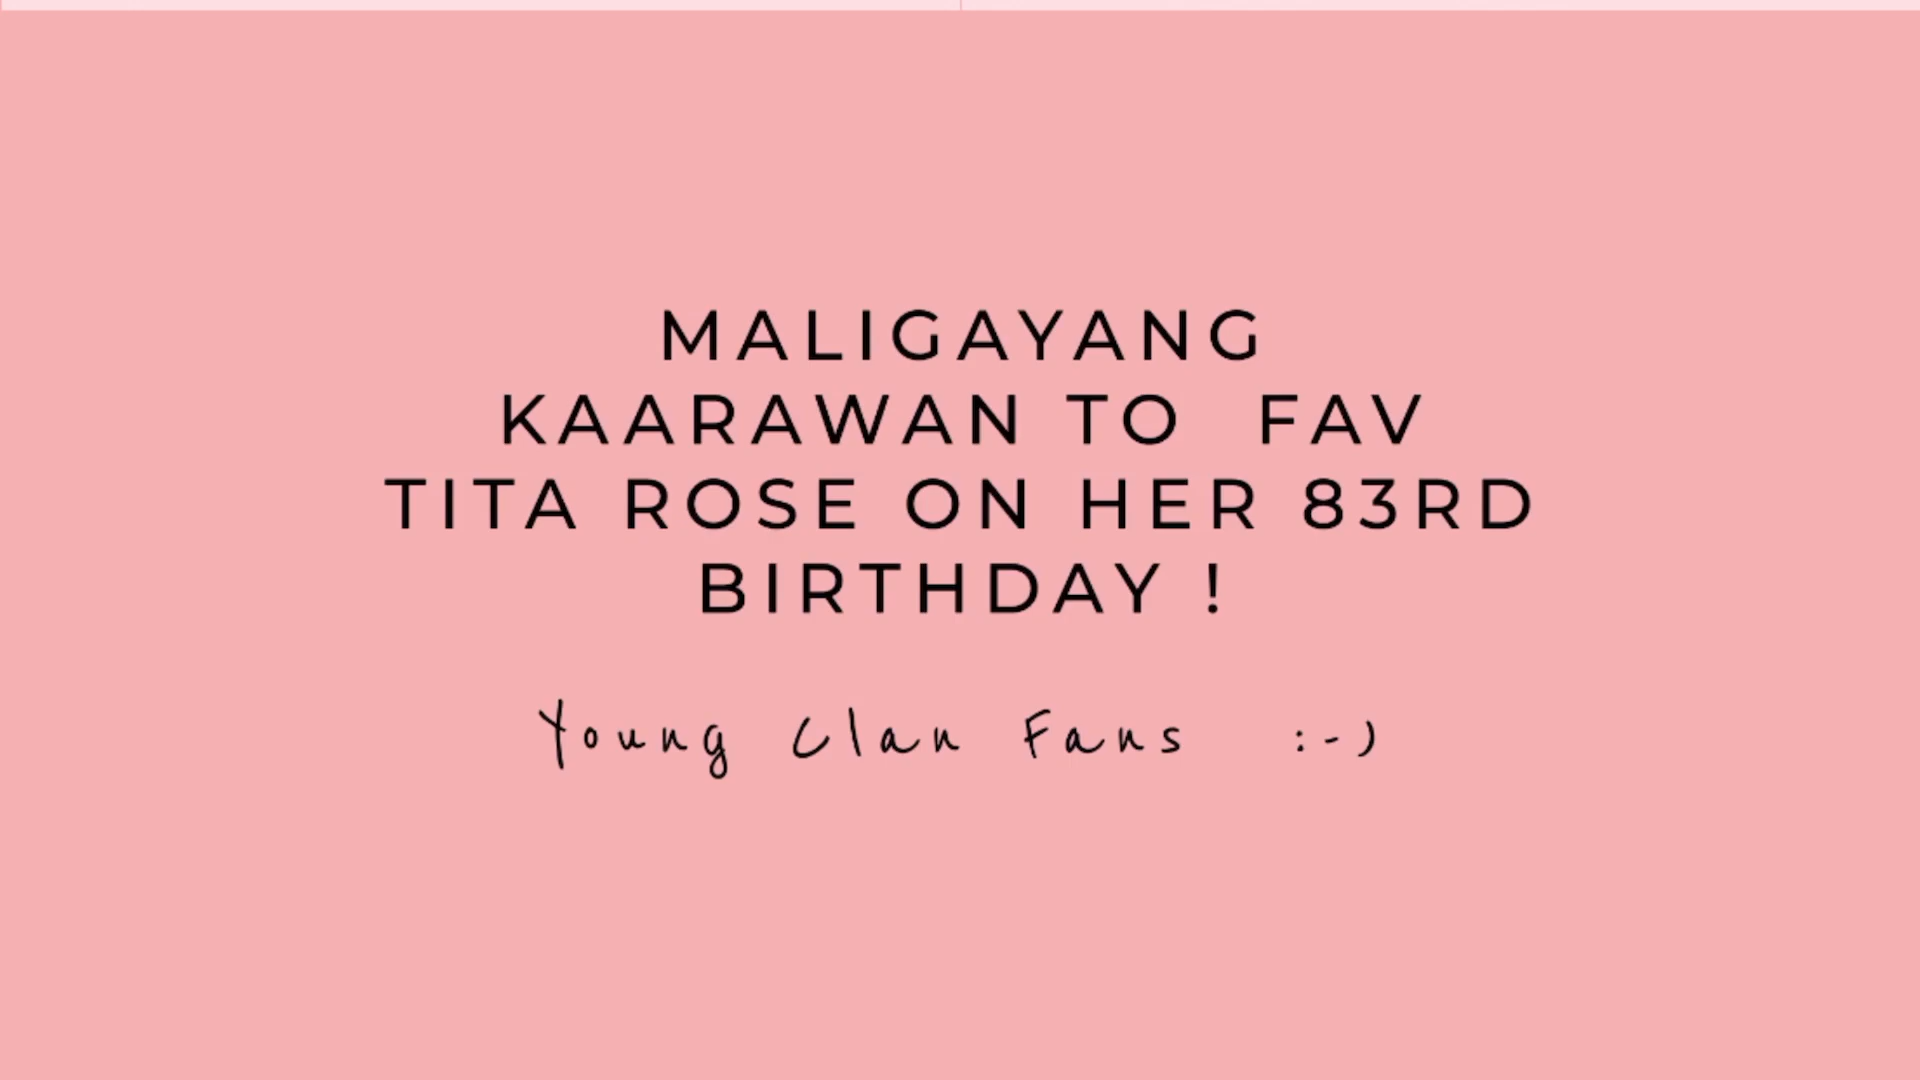 MALIGAYANG
KAARAWAN TO FAV
TITA ROSE ON HER 83RD
BIRTHDAY !
Young Clan Fans :-)